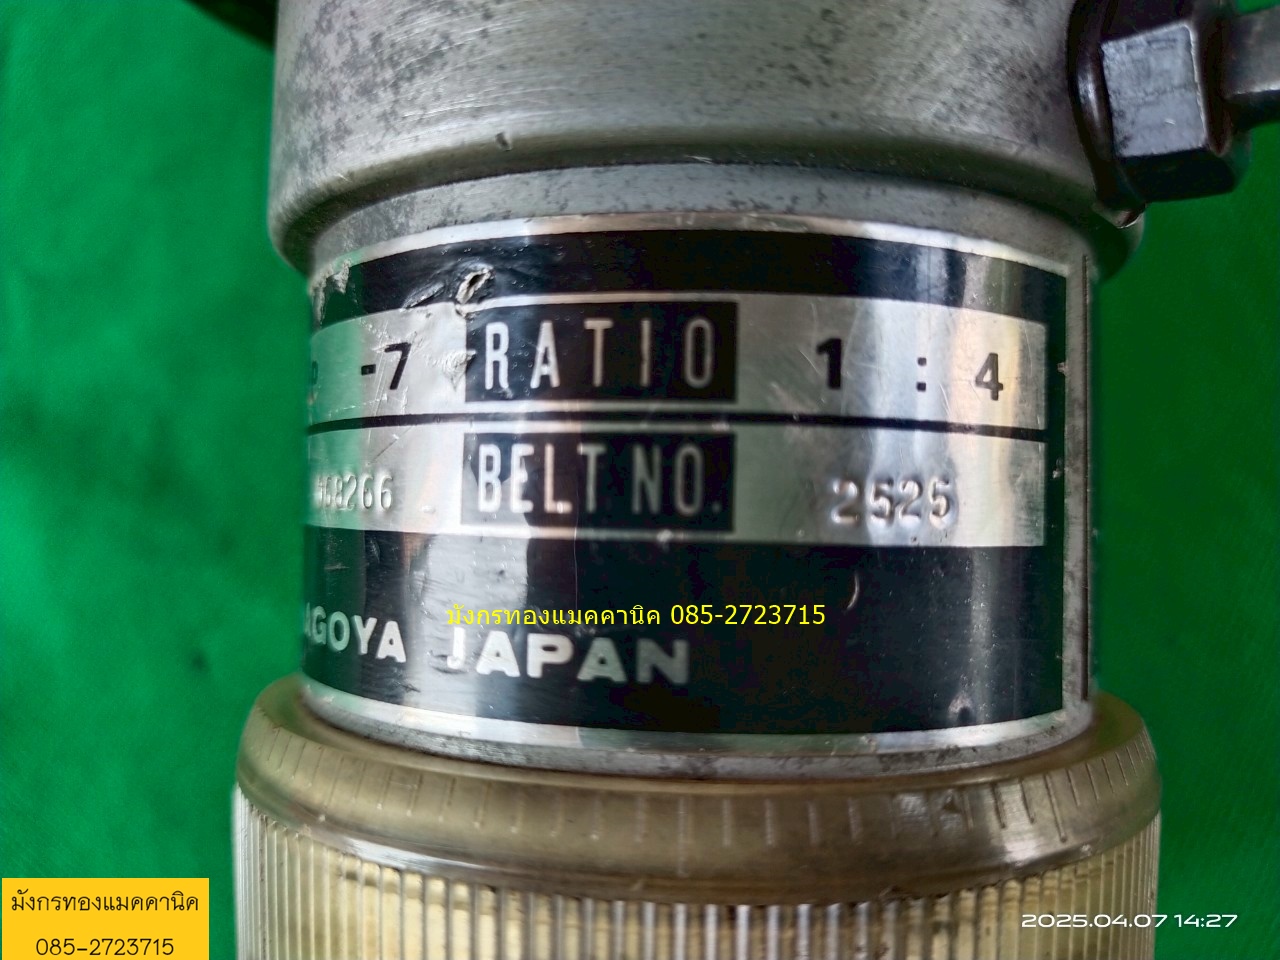 -7 RATIO 1 : 4
68266 BELT NO. 2525
AGOYA JAPAN
มังกรทองแมคคานิค 085-2723715
มังกรทองแมคคานิค
085-2723715
2025.04.07 14:27